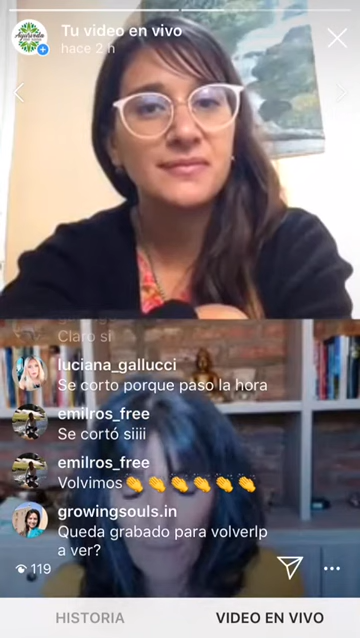 Tu video en vivo
hace 2 h
Claro si
luciana_gallucci
Se corto porque paso la hora
emilros_free
Se cortó siiii
emilros_free
Volvimos👏👏👏👏👏👏
growingsouls.in
Queda grabado para volverlp
a ver?
119
HISTORIA
VIDEO EN VIVO